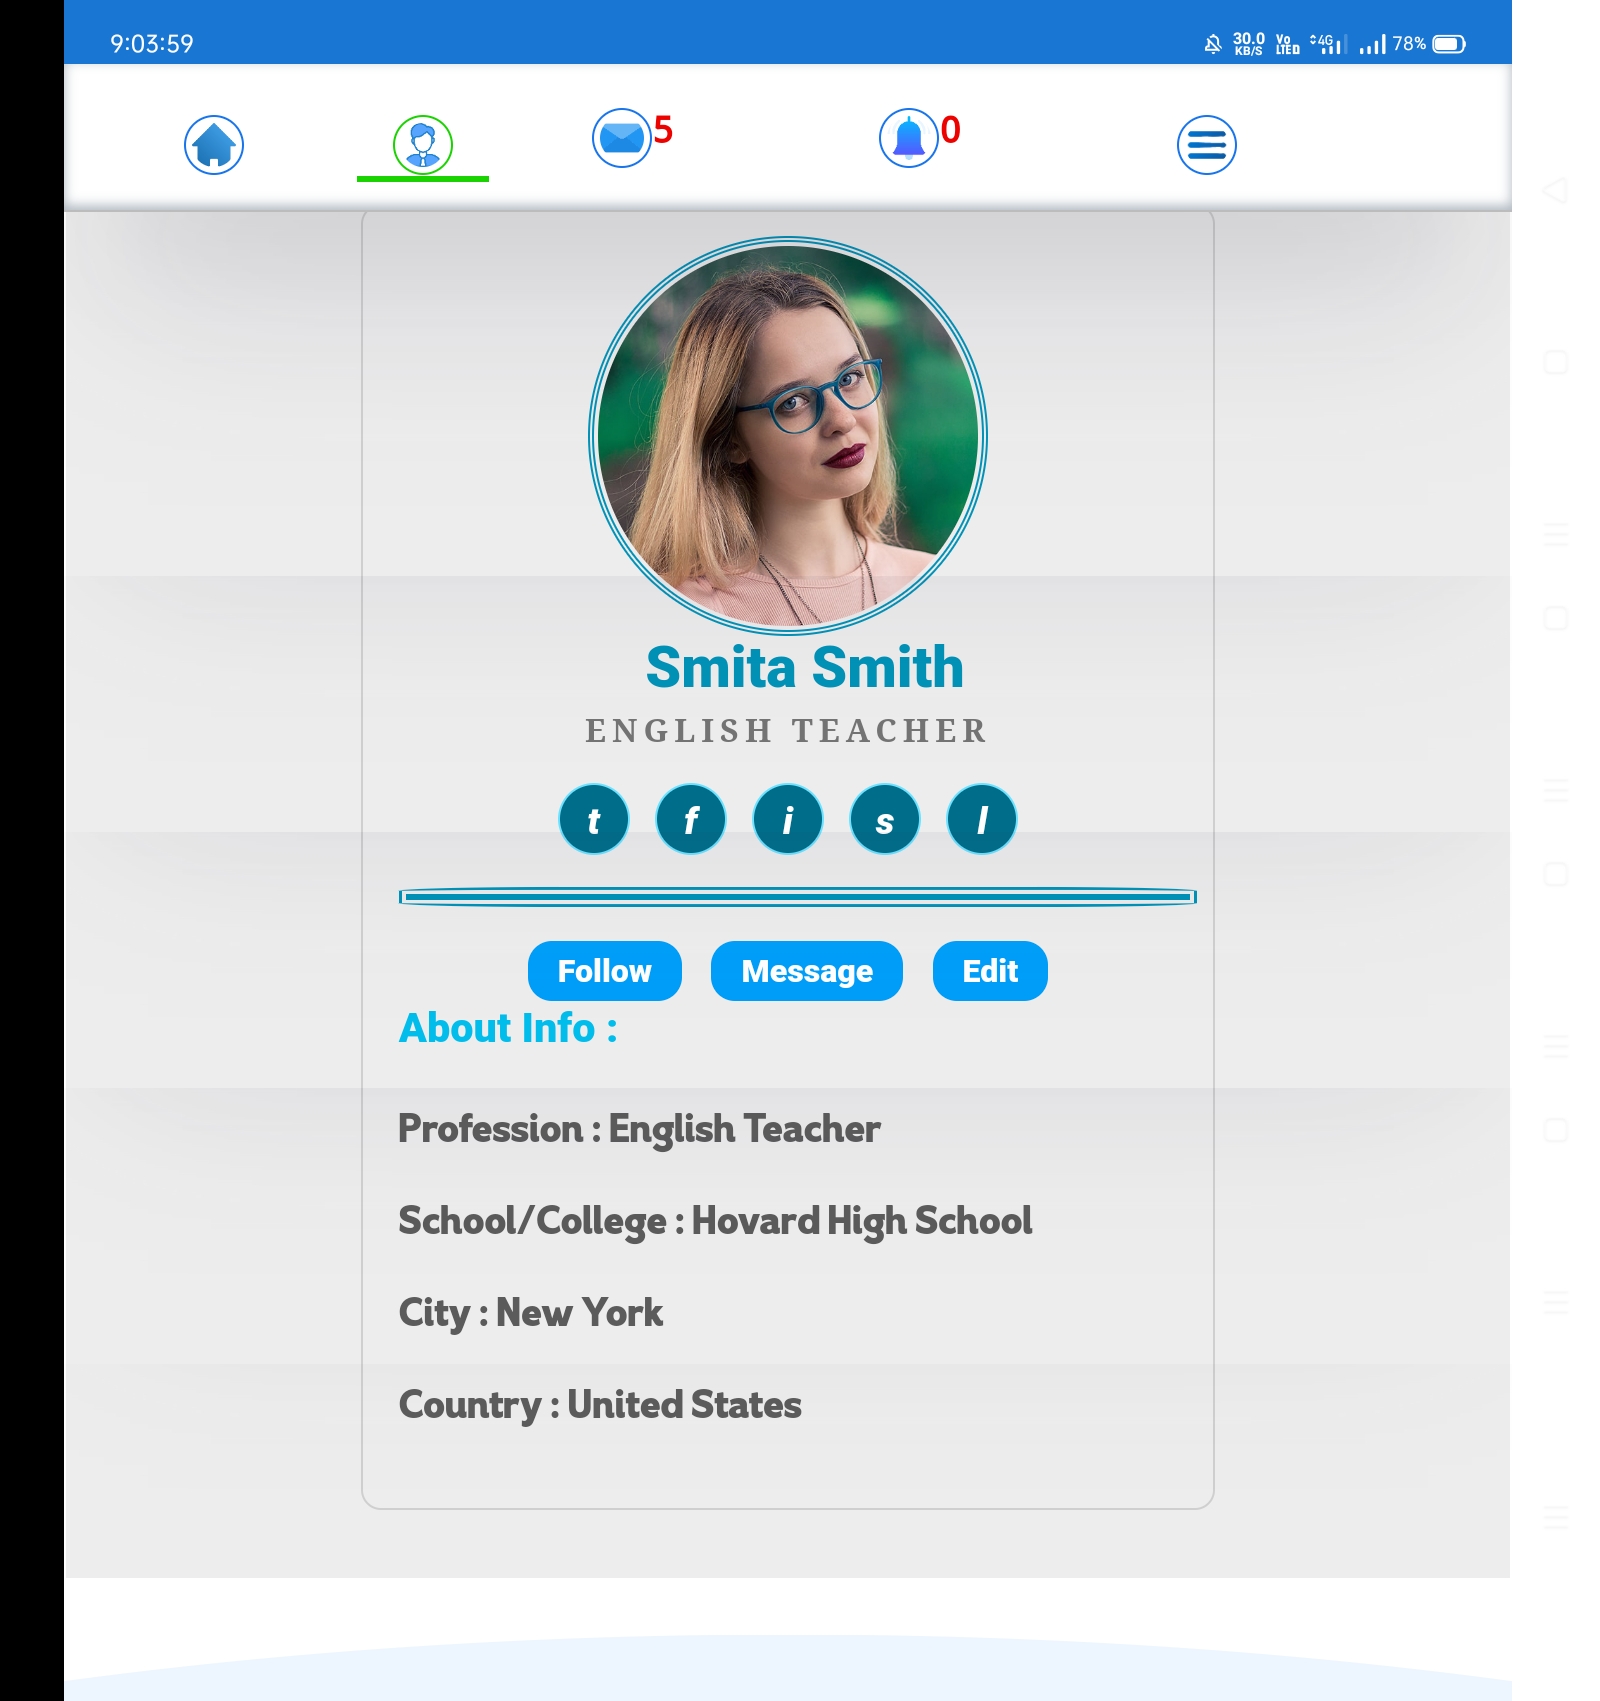 9:03:59 30.0 KB/S Vo LTE D 4G 78%
5 0
Smita Smith
ENGLISH TEACHER
t f i s l
Follow Message Edit
About Info :
Profession : English Teacher
School/College : Hovard High School
City : New York
Country : United States